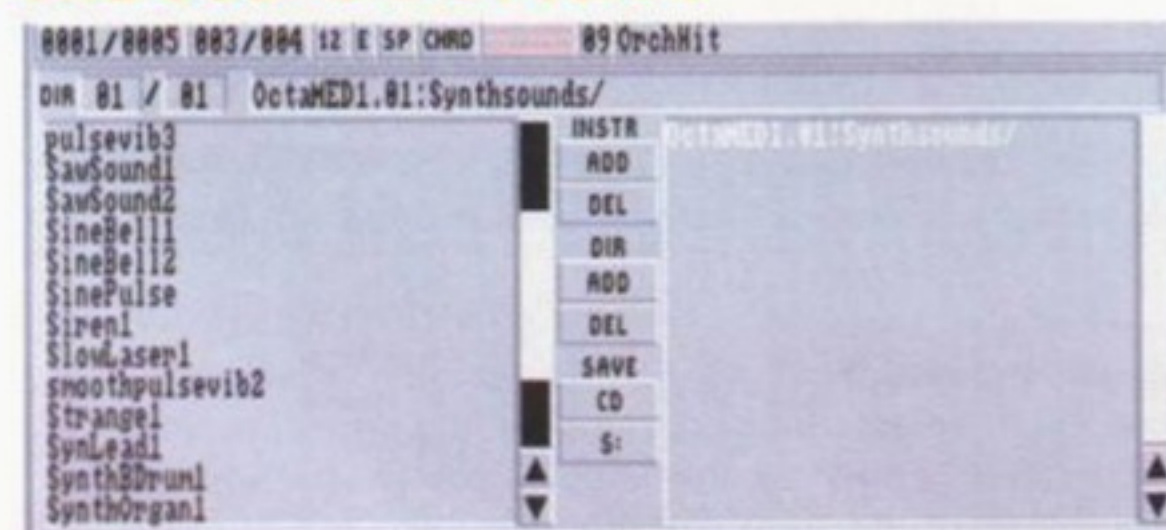 0001/0005 003/004 12 E SP CHRD 09 OrchHit
DIR 01 / 01 OctaMED1.01:Synthsounds/
pulsevib3
SawSound1
SawSound2
SineBell1
SineBell2
SinePulse
Siren1
SlowLaser1
smoothpulsevib2
Strange1
SynLead1
SynthBDrum1
SynthOrgan1
INSTR
ADD
DEL
DIR
ADD
DEL
SAVE
CD
S:
OctaMED1.01:Synthsounds/